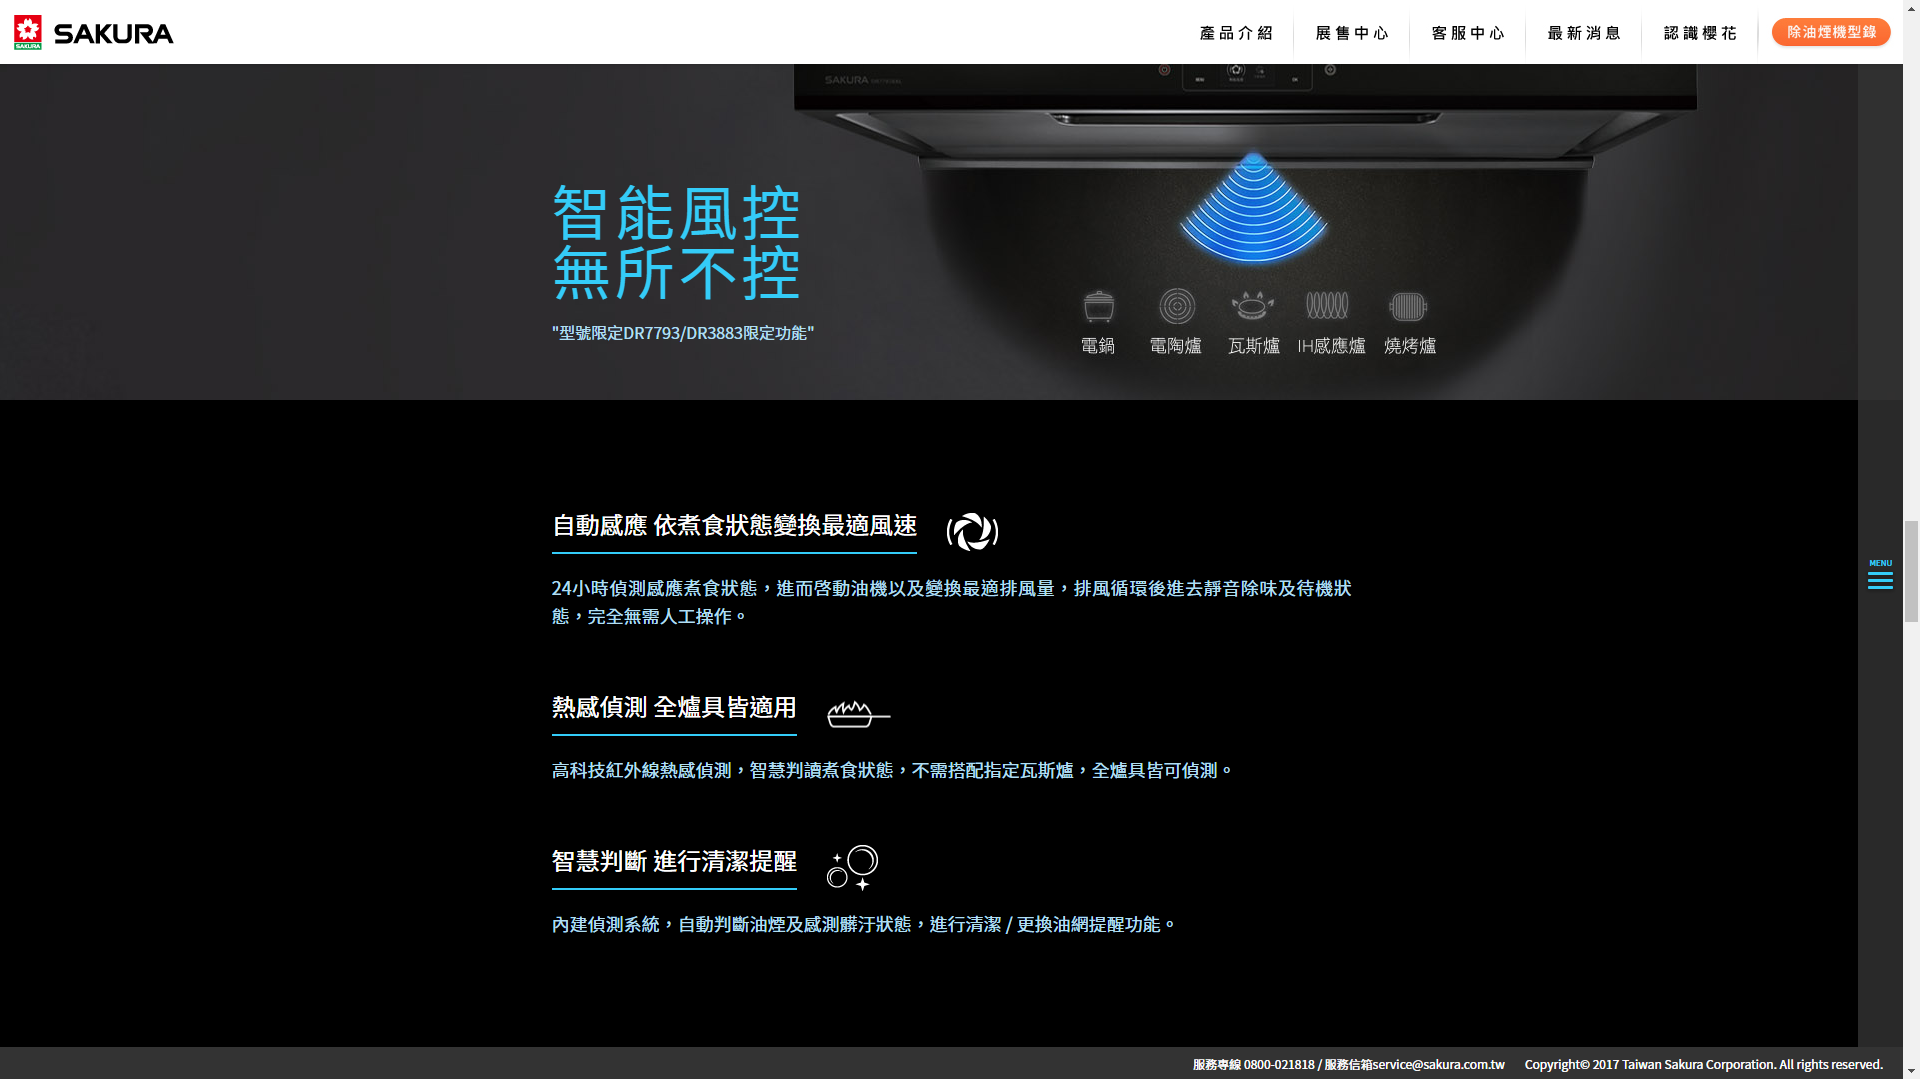 SAKURA
SAKURA
產品介紹
展售中心
客服中心
最新消息
認識櫻花
除油煙機型錄
SAKURA
智能風控
無所不控
"型號限定DR7793/DR3883限定功能"
電鍋
電陶爐
瓦斯爐
IH感應爐
燒烤爐
自動感應 依煮食狀態變換最適風速
24小時偵測感應煮食狀態，進而啓動油機以及變換最適排風量，排風循環後進去靜音除味及待機狀
態，完全無需人工操作。
MENU
熱感偵測 全爐具皆適用
高科技紅外線熱感偵測，智慧判讀煮食狀態，不需搭配指定瓦斯爐，全爐具皆可偵測。
智慧判斷 進行清潔提醒
內建偵測系統，自動判斷油煙及感測髒汙狀態，進行清潔 / 更換油網提醒功能。
服務專線 0800-021818 / 服務信箱service@sakura.com.tw
Copyright© 2017 Taiwan Sakura Corporation. All rights reserved.